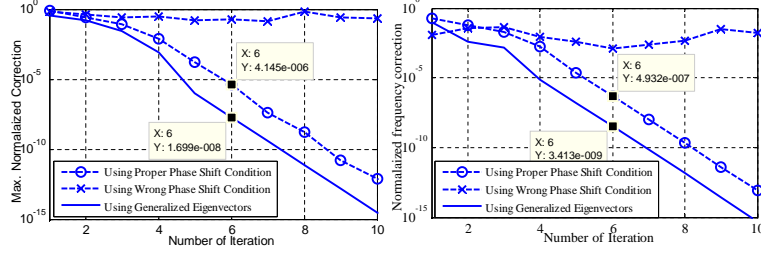 Max. Normalaized Correction
10^0
10^-5
10^-10
10^-15
X: 6
Y: 4.145e-006
X: 6
Y: 1.699e-008
Using Proper Phase Shift Condition
Using Wrong Phase Shift Condition
Using Generalized Eigenvectors
2 4 6 8 10
Number of Iteration
Normalaized frequency correction
10^0
10^-5
10^-10
10^-15
X: 6
Y: 4.932e-007
X: 6
Y: 3.413e-009
Using Proper Phase Shift Condition
Using Wrong Phase Shift Condition
Using Generalized Eigenvectors
2 4 6 8 10
Number of Iteration